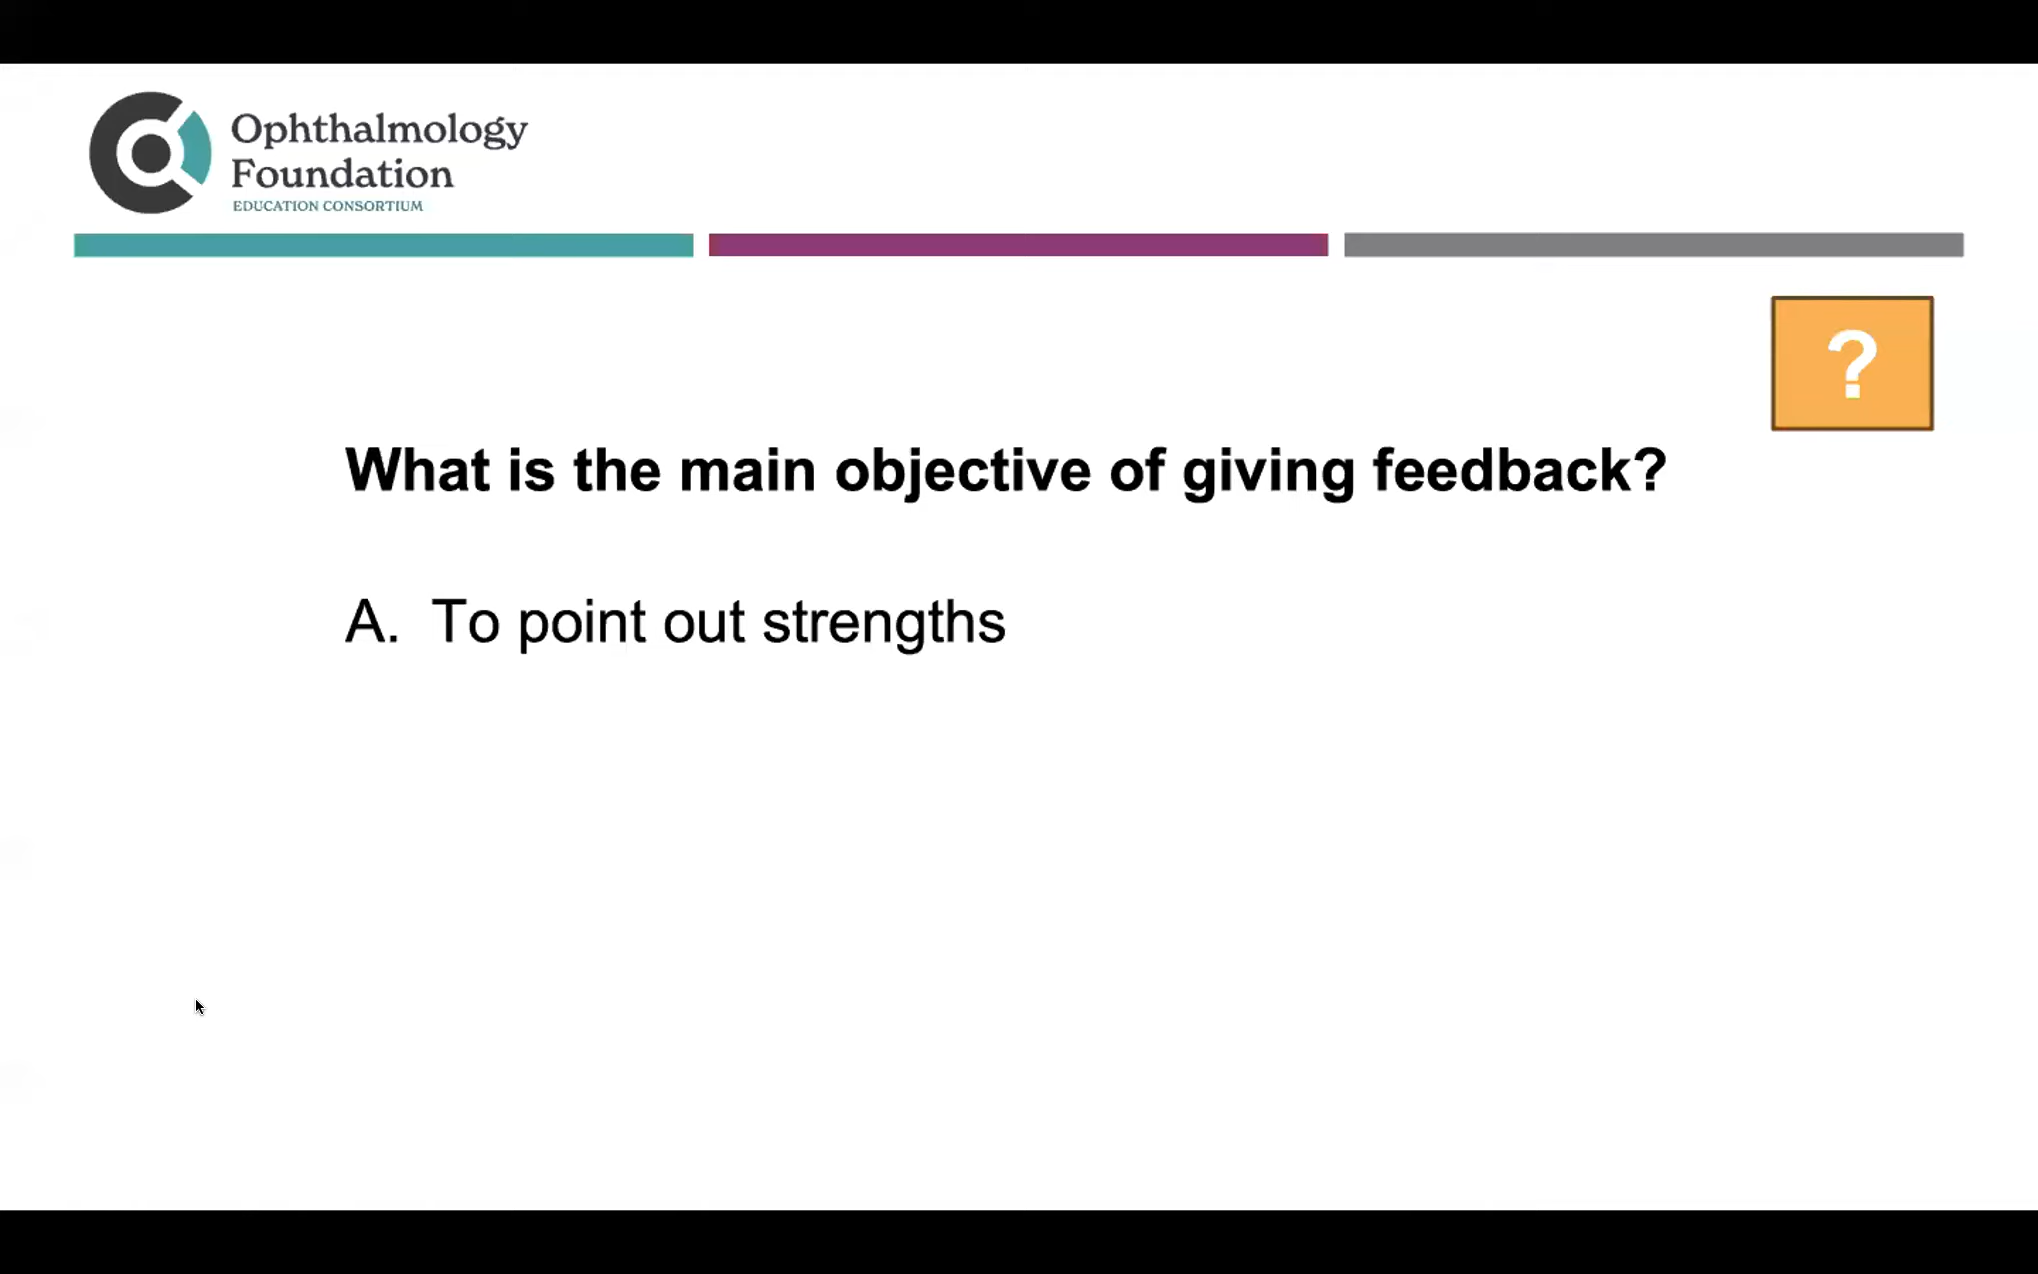 Ophthalmology
Foundation
EDUCATION CONSORTIUM
?
What is the main objective of giving feedback?
A. To point out strengths